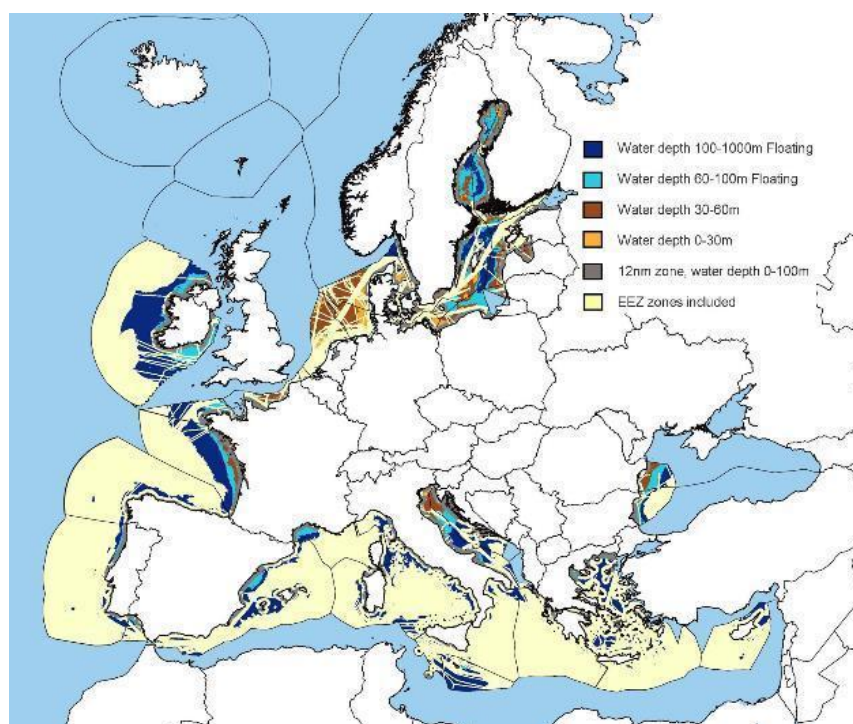 Water depth 100-1000m Floating
Water depth 60-100m Floating
Water depth 30-60m
Water depth 0-30m
12nm zone, water depth 0-100m
EEZ zones included